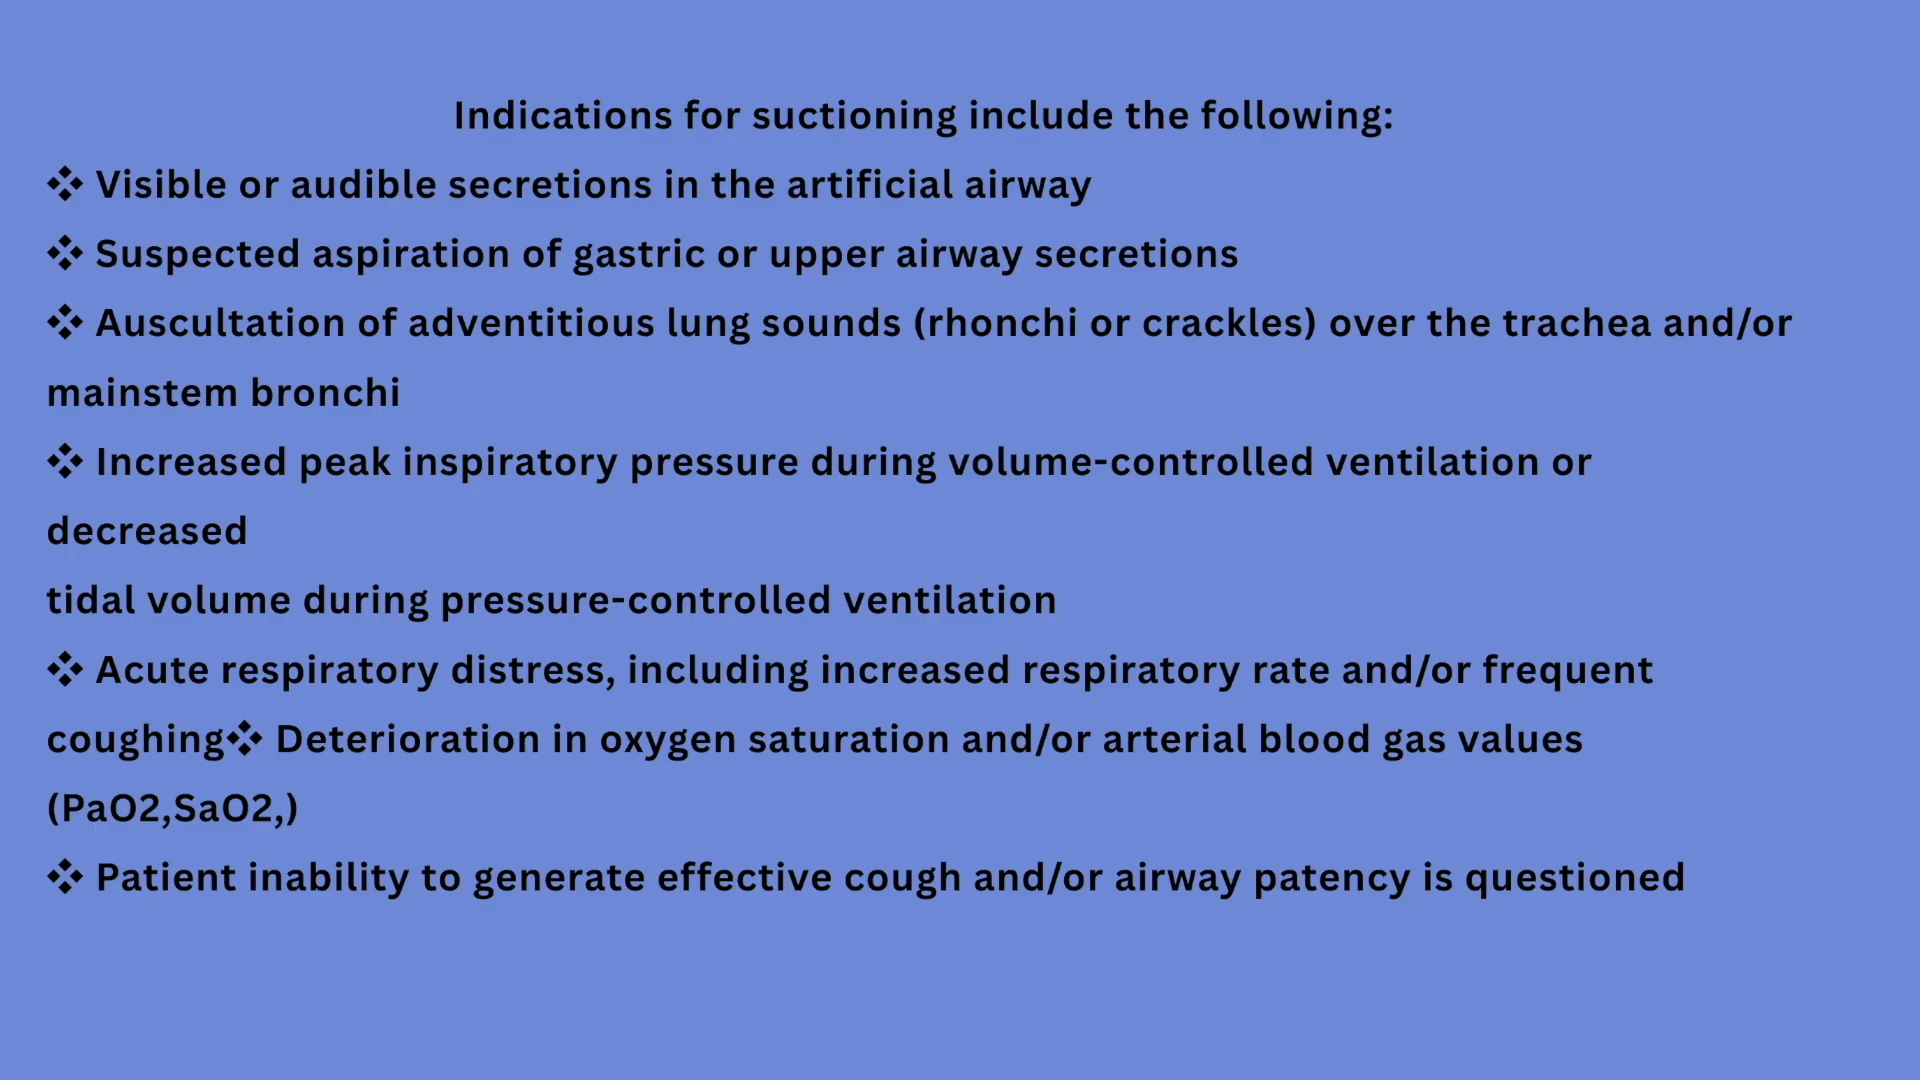 Indications for suctioning include the following:
❖ Visible or audible secretions in the artificial airway
❖ Suspected aspiration of gastric or upper airway secretions
❖ Auscultation of adventitious lung sounds (rhonchi or crackles) over the trachea and/or
mainstem bronchi
❖ Increased peak inspiratory pressure during volume-controlled ventilation or
decreased
tidal volume during pressure-controlled ventilation
❖ Acute respiratory distress, including increased respiratory rate and/or frequent
coughing❖ Deterioration in oxygen saturation and/or arterial blood gas values
(PaO2,SaO2,)
❖ Patient inability to generate effective cough and/or airway patency is questioned